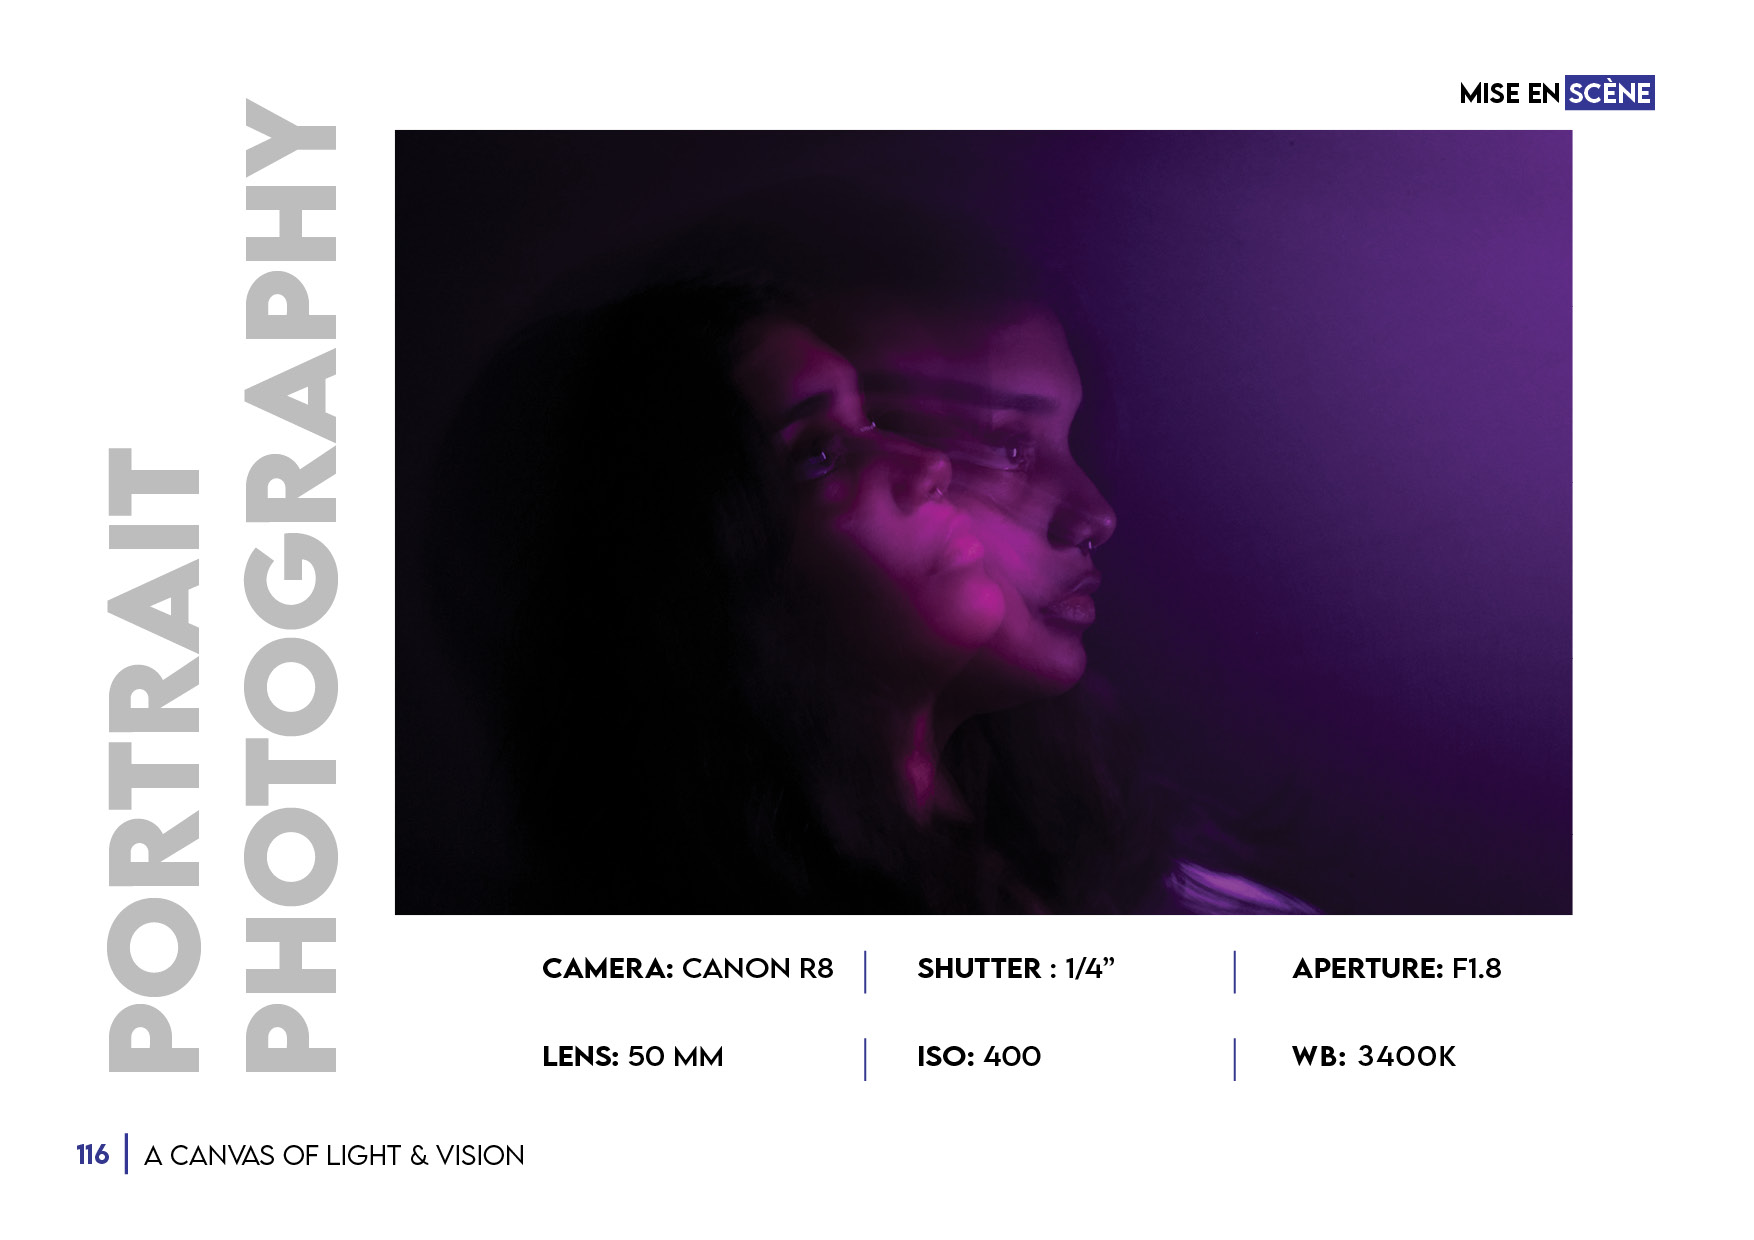 MISE EN SCÈNE
PORTRAIT
PHOTOGRAPHY
CAMERA: CANON R8
SHUTTER : 1/4”
APERTURE: F1.8
LENS: 50 MM
ISO: 400
WB: 3400K
116
A CANVAS OF LIGHT & VISION